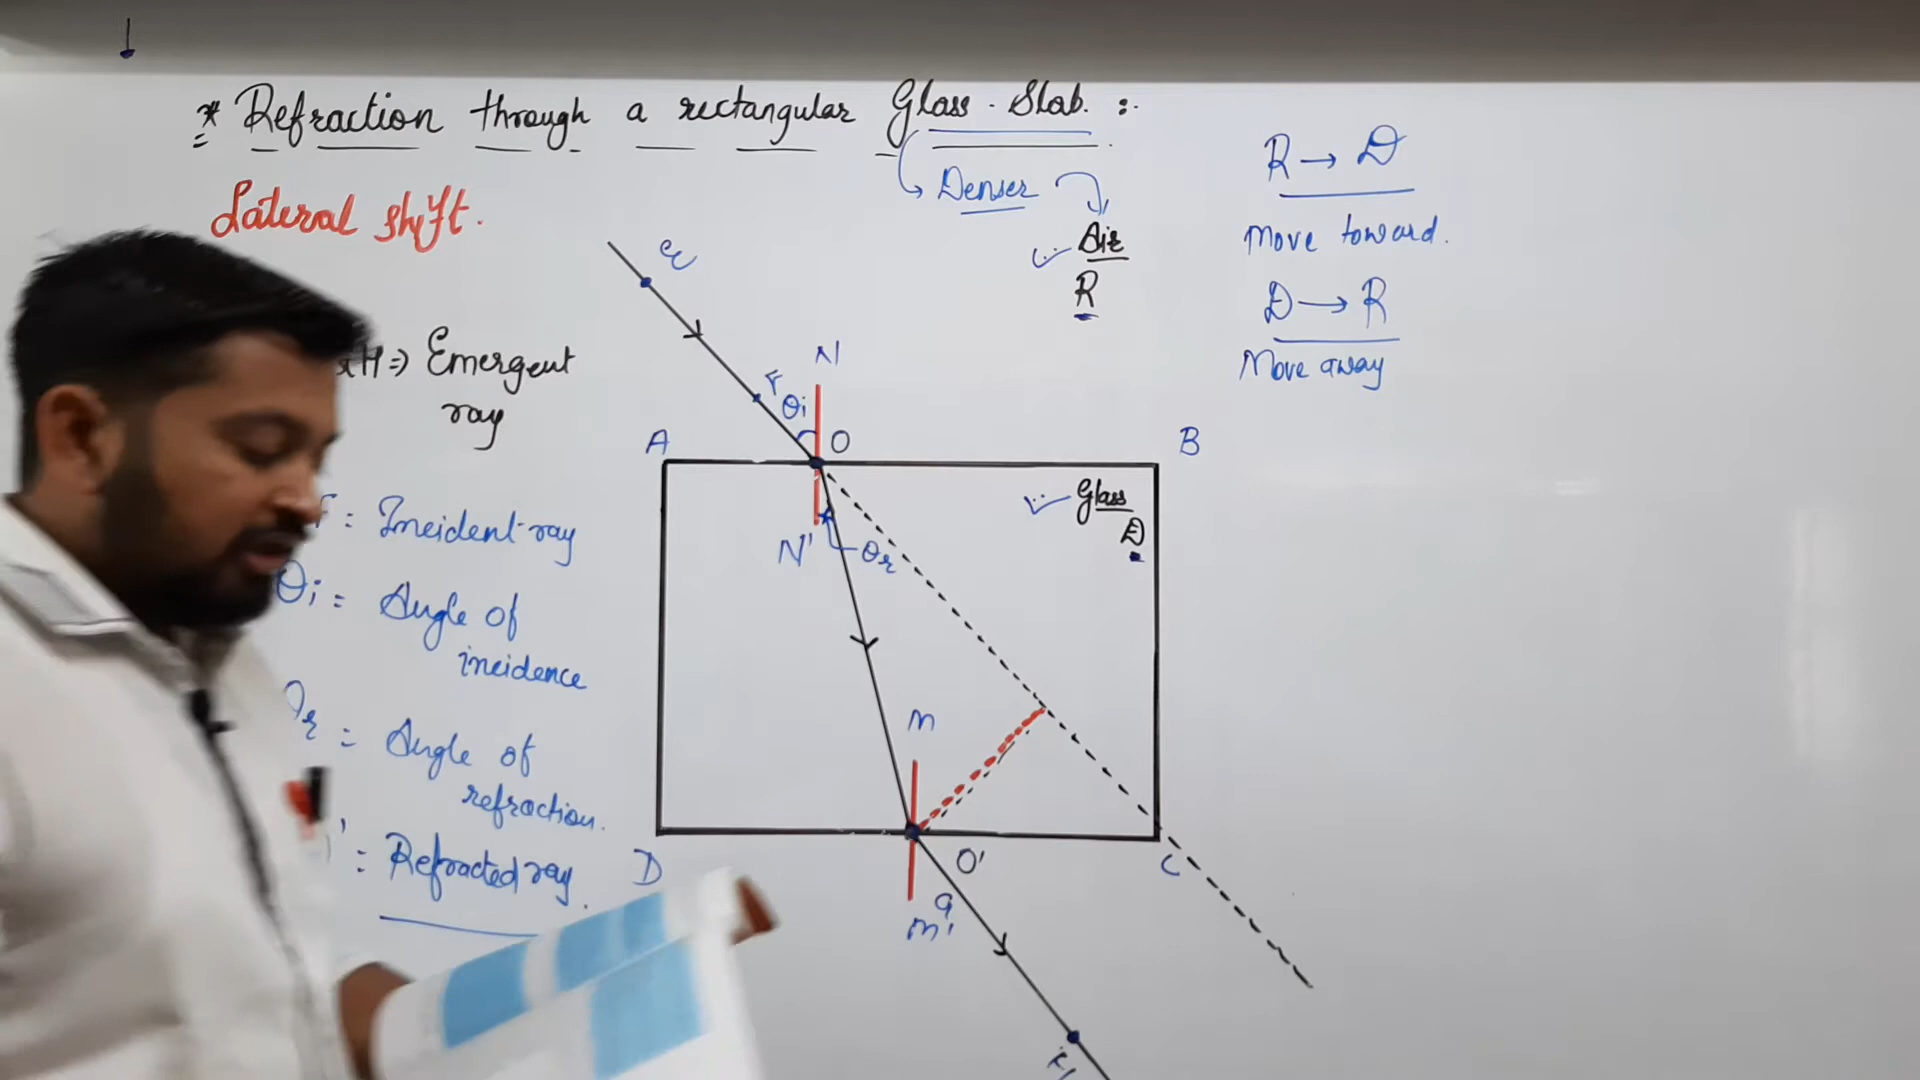 * Refraction through a rectangular Glass-Slab. :-
Lateral shift.
Denser
Air
R
R → D
Move toward.
D → R
Move away
H => Emergent
ray
F
N
θi
O
A
B
Glass
D
N'
θr
F = Incident-ray
θi = Angle of
incidence
θr = Angle of
refraction.
' = Refracted ray.
M
D
O'
C
M'